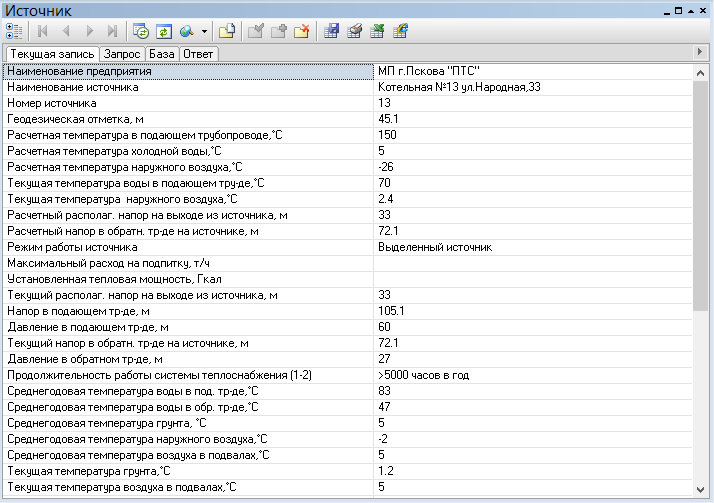 Источник
Текущая запись Запрос База Ответ
Наименование предприятия МП г.Пскова "ПТС"
Наименование источника Котельная №13 ул.Народная,33
Номер источника 13
Геодезическая отметка, м 45.1
Расчетная температура в подающем трубопроводе,°C 150
Расчетная температура холодной воды,°C 5
Расчетная температура наружного воздуха,°C -26
Текущая температура воды в подающем тру-де,°C 70
Текущая температура  наружного воздуха,°C 2.4
Расчетный располаг. напор на выходе из источника, м 33
Расчетный напор в обратн. тр-де на источнике, м 72.1
Режим работы источника Выделенный источник
Максимальный расход на подпитку, т/ч
Установленная тепловая мощность, Гкал
Текущий располаг. напор на выходе из источника, м 33
Напор в подающем тр-де, м 105.1
Давление в подающем тр-де, м 60
Текущий напор в обратн. тр-де на источнике, м 72.1
Давление в обратном тр-де, м 27
Продолжительность работы системы теплоснабжения (1-2) >5000 часов в год
Среднегодовая температура воды в под. тр-де,°C 83
Среднегодовая температура воды в обр. тр-де,°C 47
Среднегодовая температура грунта, °C 5
Среднегодовая температура наружного воздуха,°C -2
Среднегодовая температура воздуха в подвалах,°C 5
Текущая температура грунта,°C 1.2
Текущая температура воздуха в подвалах,°C 5